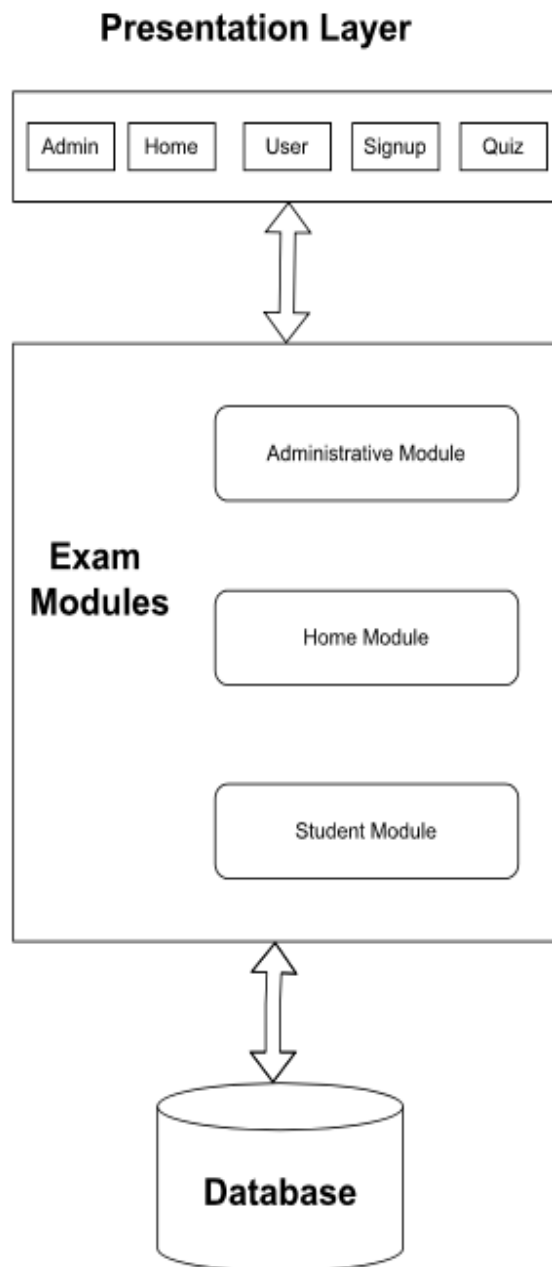 Presentation Layer
Admin Home User Signup Quiz
Administrative Module
Exam
Modules
Home Module
Student Module
Database